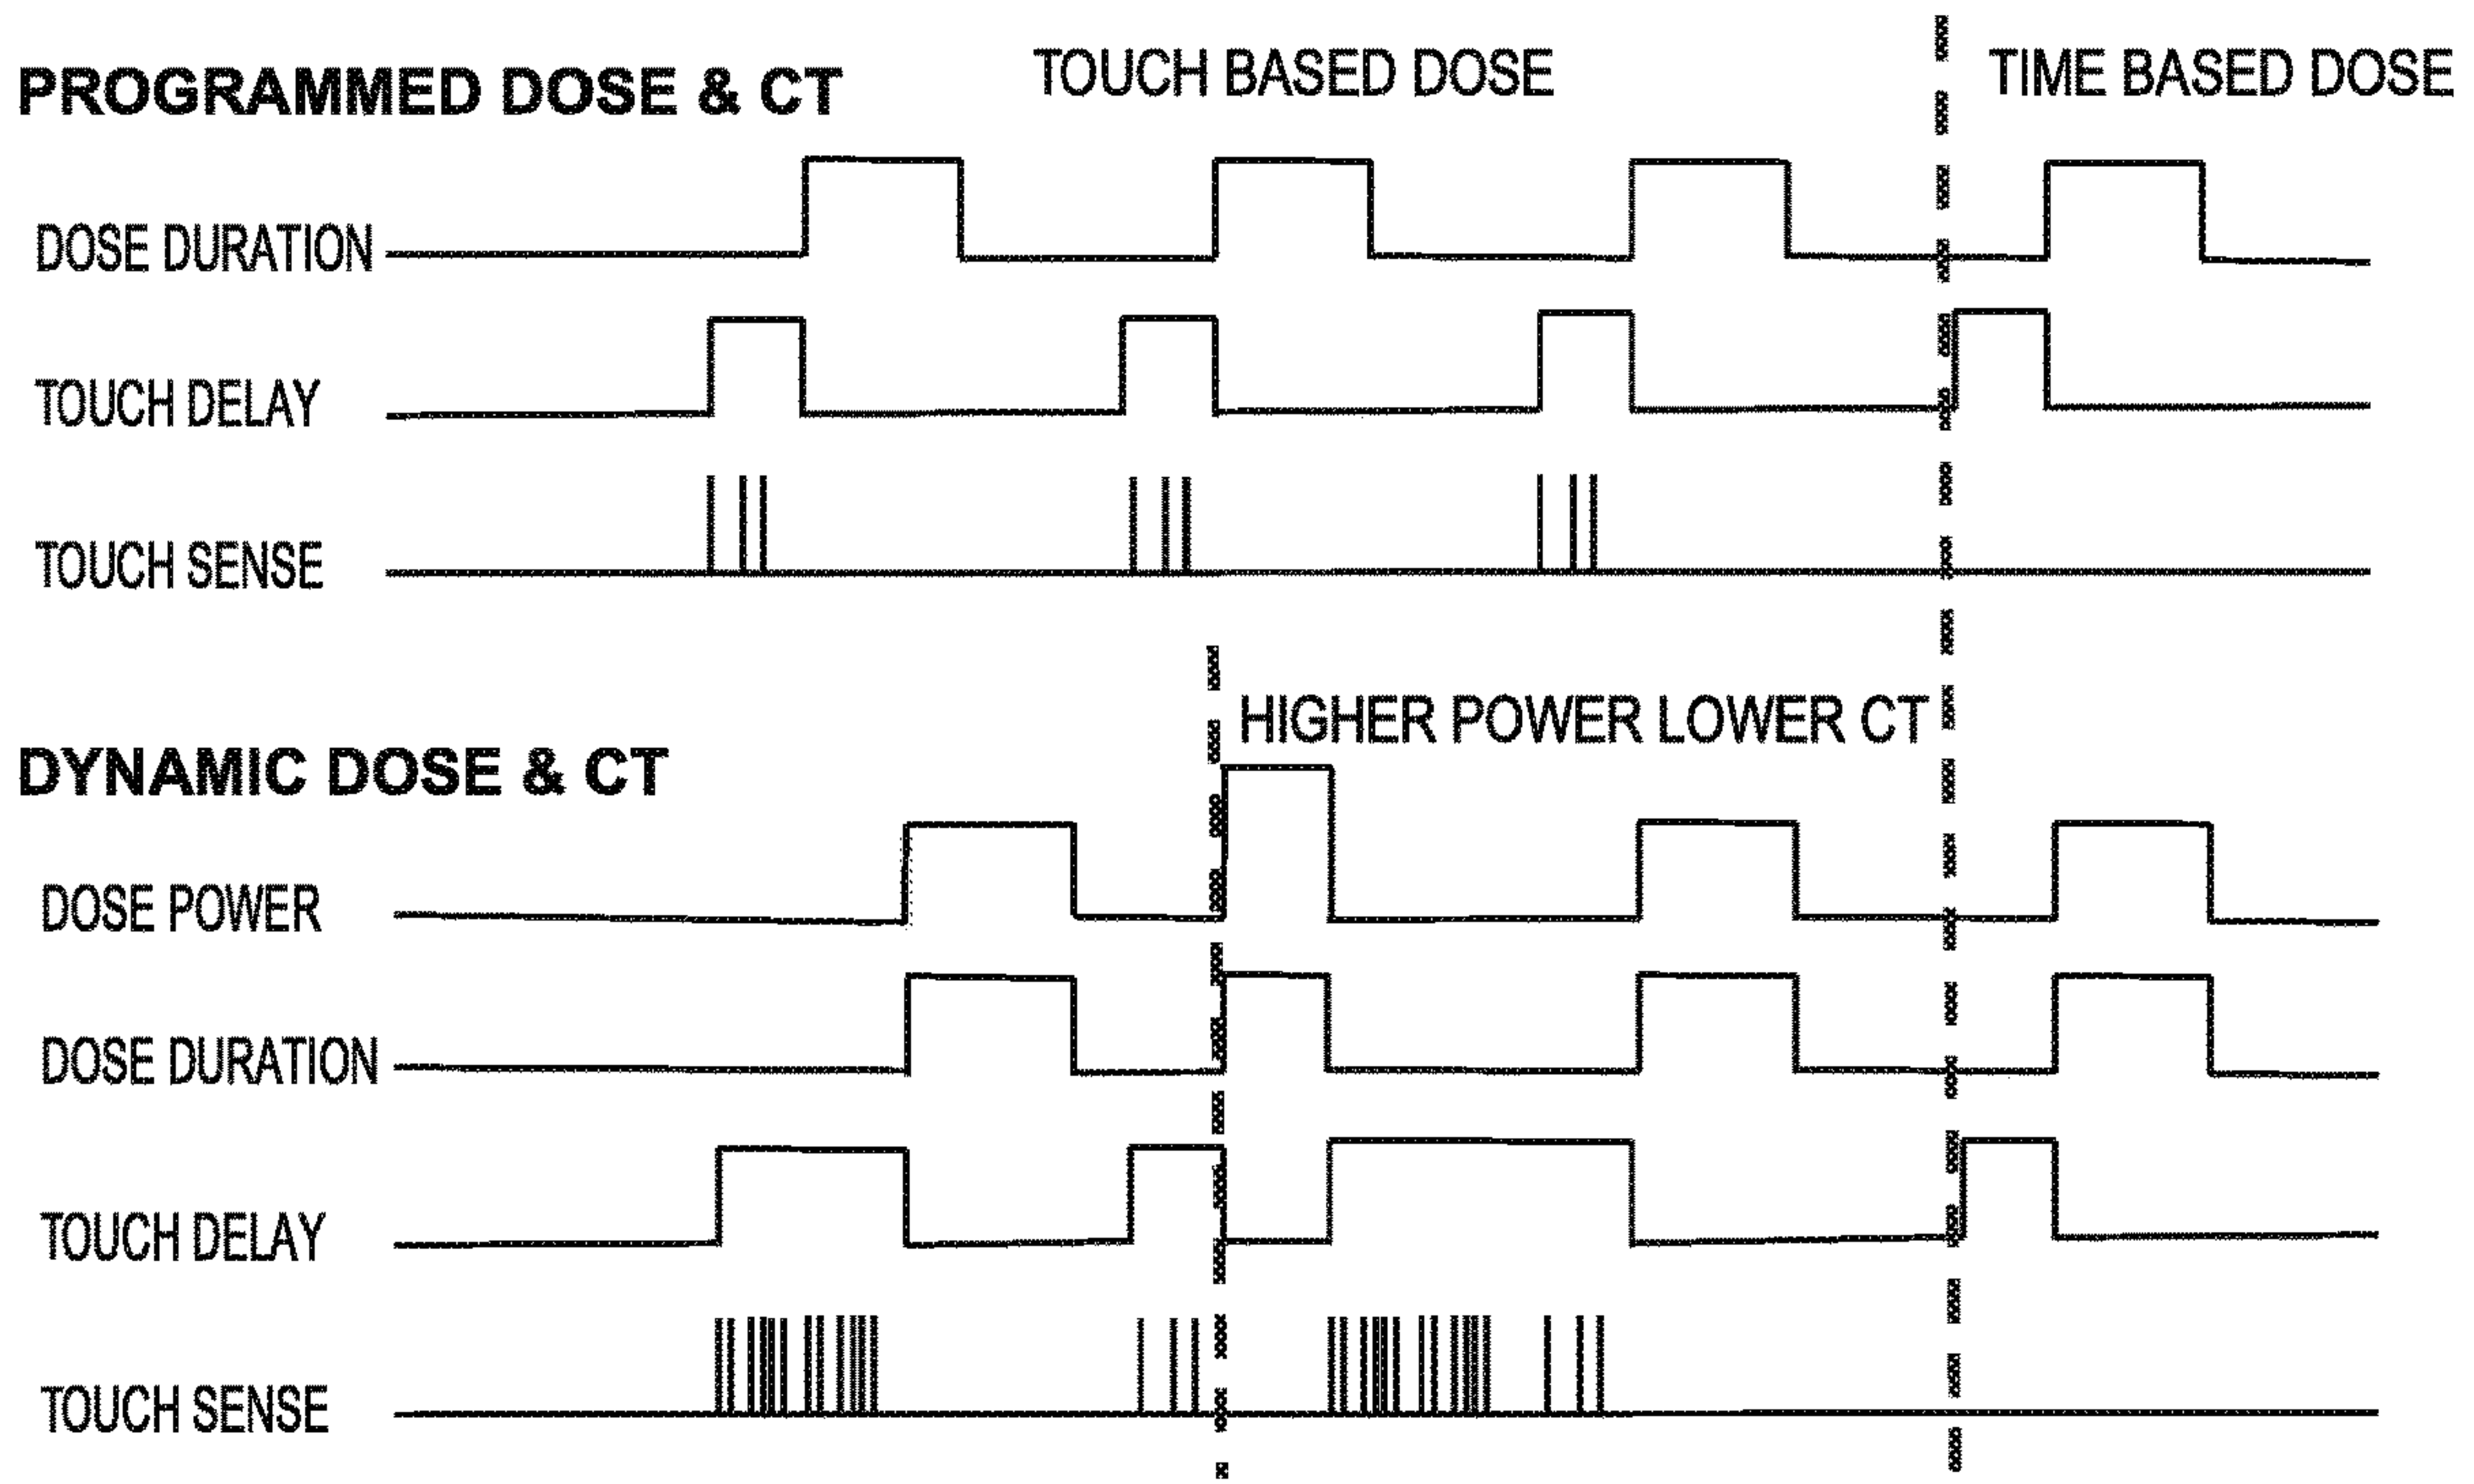 PROGRAMMED DOSE & CT
TOUCH BASED DOSE
TIME BASED DOSE
DOSE DURATION
TOUCH DELAY
TOUCH SENSE
HIGHER POWER LOWER CT
DYNAMIC DOSE & CT
DOSE POWER
DOSE DURATION
TOUCH DELAY
TOUCH SENSE